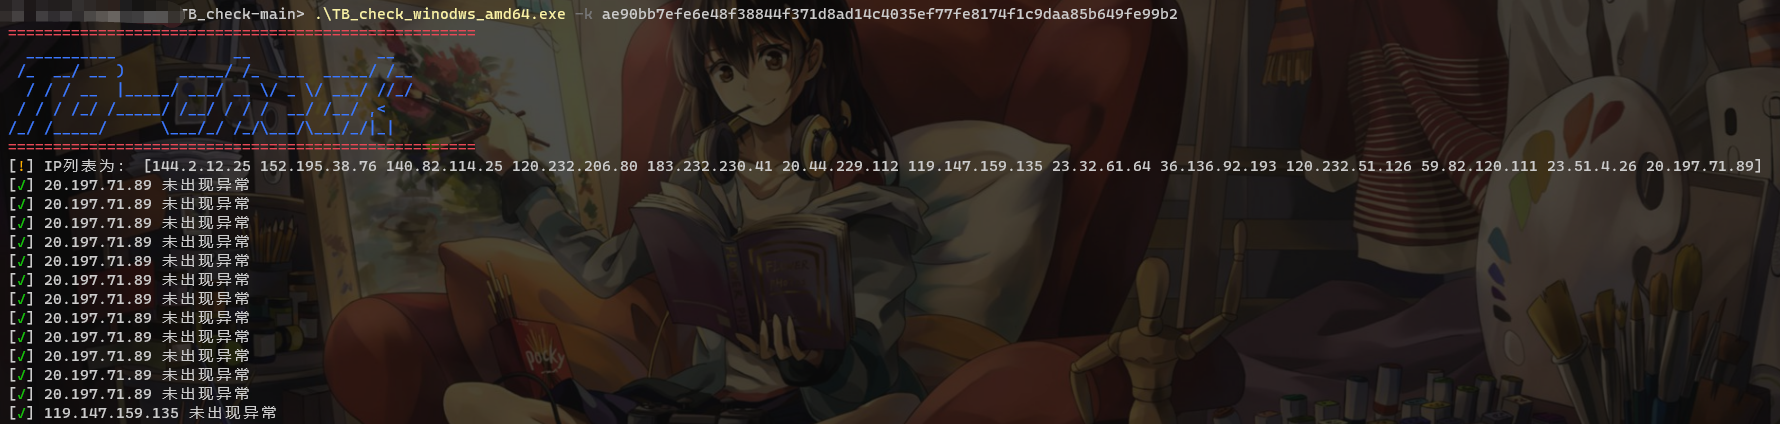 TB_check-main> .\TB_check_winodws_amd64.exe -k ae90bb7efe6e48f38844f371d8ad14c4035ef77fe8174f1c9daa85b649fe99b2
==================================================
TB-check
==================================================
[!] IP列表为: [144.2.12.25 152.195.38.76 140.82.114.25 120.232.206.80 183.232.230.41 20.44.229.112 119.147.159.135 23.32.61.64 36.136.92.193 120.232.51.126 59.82.120.111 23.51.4.26 20.197.71.89]
[✓] 20.197.71.89 未出现异常
[✓] 20.197.71.89 未出现异常
[✓] 20.197.71.89 未出现异常
[✓] 20.197.71.89 未出现异常
[✓] 20.197.71.89 未出现异常
[✓] 20.197.71.89 未出现异常
[✓] 20.197.71.89 未出现异常
[✓] 20.197.71.89 未出现异常
[✓] 20.197.71.89 未出现异常
[✓] 20.197.71.89 未出现异常
[✓] 20.197.71.89 未出现异常
[✓] 20.197.71.89 未出现异常
[✓] 119.147.159.135 未出现异常
Pocky